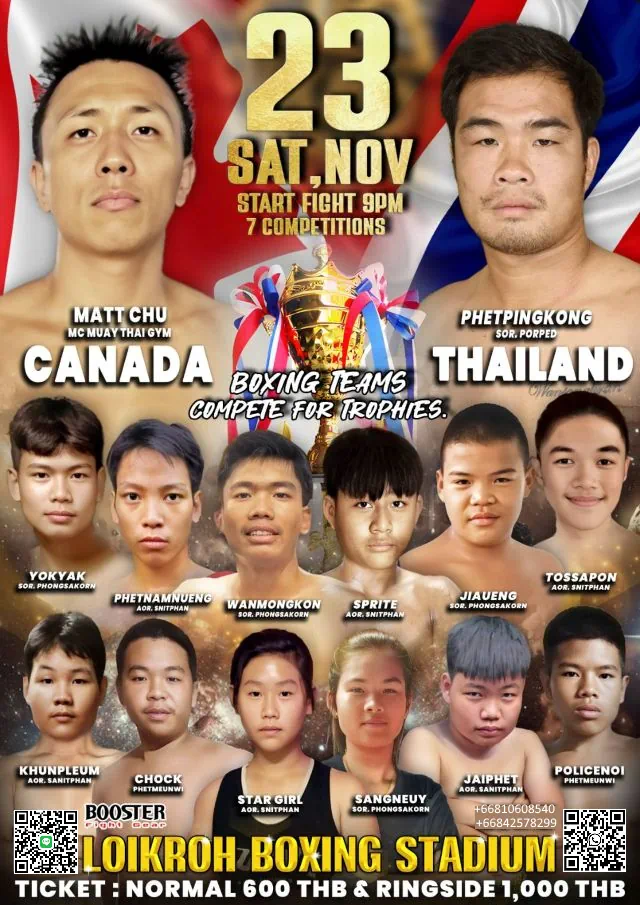 23
SAT,NOV
START FIGHT 9PM
7 COMPETITIONS
MATT CHU
MC MUAY THAI GYM
CANADA
PHETPINGKONG
SOR. PORPED
THAILAND
BOXING TEAMS
COMPETE FOR TROPHIES.
YOKYAK
SOR. PHONGSAKORN
PHETNAMNUENG
AOR. SNITPHAN
WANMONGKON
SOR. PHONGSAKORN
SPRITE
AOR. SNITPHAN
JIAUENG
SOR. PHONGSAKORN
TOSSAPON
AOR. SNITPHAN
KHUNPLEUM
AOR. SANITPHAN
CHOCK
PHETMEUNWI
STAR GIRL
AOR. SNITPHAN
SANGNEUY
SOR. PHONGSAKORN
JAIPHET
AOR. SANITPHAN
POLICENOI
PHETMEUNWI
BOOSTER
Fight Gear
+66810608540
+66842578299
LOIKROH BOXING STADIUM
TICKET : NORMAL 600 THB & RINGSIDE 1,000 THB